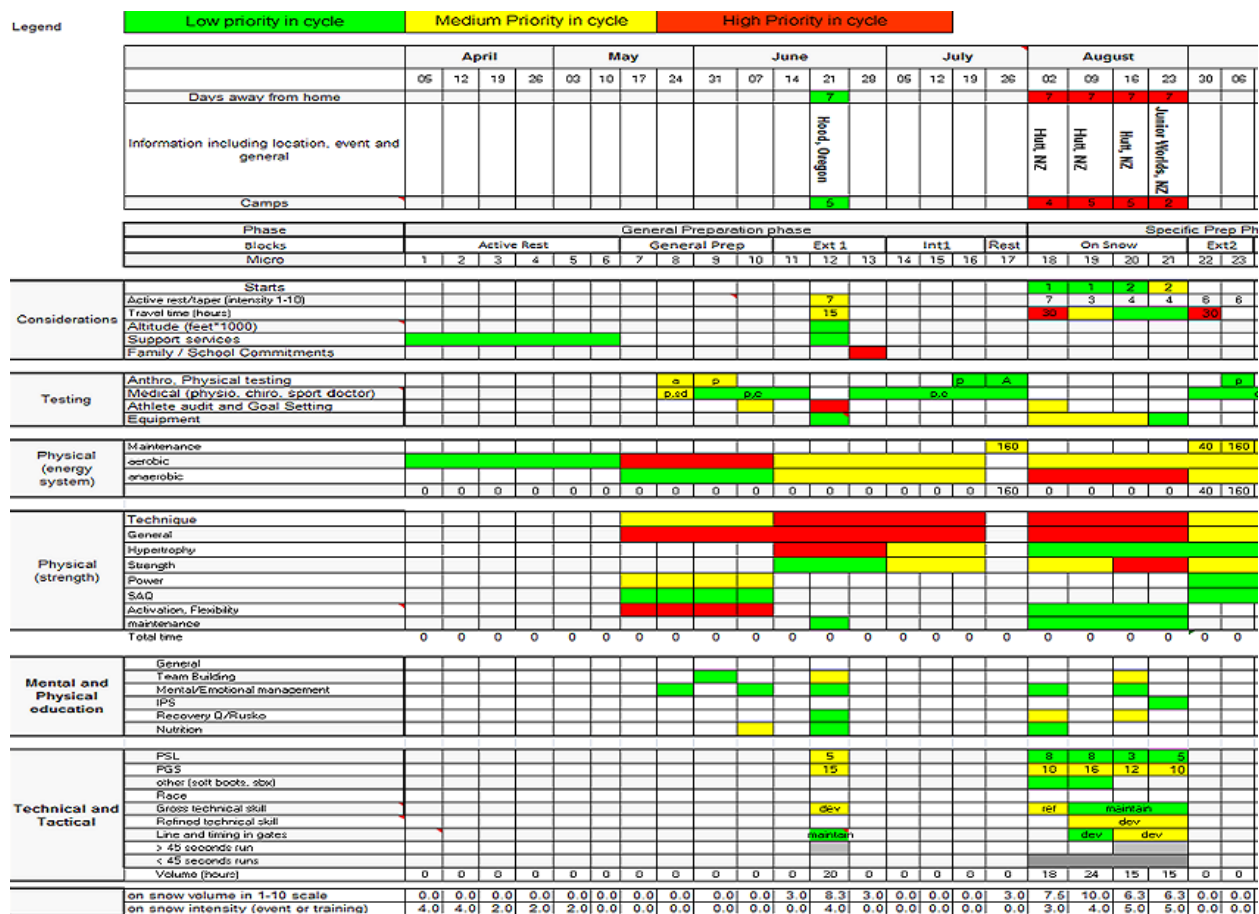 Legend Low priority in cycle Medium Priority in cycle High Priority in cycle
April May June July August
05 12 19 26 03 10 17 24 31 07 14 21 28 05 12 19 26 02 09 16 23 30 06
Days away from home 7 7 7 7 7
Information including location, event and general Hood, Oregon Hutt, NZ Hutt, NZ Hutt, NZ Junior Worlds, NZ
Camps 5 4 5 5 2
Phase General Preparation phase Specific Prep Ph
Blocks Active Rest General Prep Ext 1 Int1 Rest On Snow Ext2
Micro 1 2 3 4 5 6 7 8 9 10 11 12 13 14 15 16 17 18 19 20 21 22 23
Considerations
Starts 1 1 2 2
Active rest/taper (intensity 1-10) 7 7 3 4 4 6 6
Travel time (hours) 15 30 30
Altitude (feet*1000)
Support services
Family / School Commitments
Testing
Anthro, Physical testing a p p A p
Medical (physio, chiro, sport doctor) p,sd p,c p,c
Athlete audit and Goal Setting
Equipment
Physical (energy system)
Maintenance 160 40 160
aerobic
anaerobic
0 0 0 0 0 0 0 0 0 0 0 0 0 0 0 0 160 0 0 0 0 40 160
Physical (strength)
Technique
General
Hypertrophy
Strength
Power
SAQ
Activation, Flexibility
maintenance
Total time 0 0 0 0 0 0 0 0 0 0 0 0 0 0 0 0 0 0 0 0 0 0 0
Mental and Physical education
General
Team Building
Mental/Emotional management
IPS
Recovery Q/Rusko
Nutrition
Technical and Tactical
PSL 5 8 8 3 5
PGS 15 10 16 12 10
other (soft boots, sbx)
Race
Gross technical skill dev ref maintain
Refined technical skill dev
Line and timing in gates maintain dev dev
> 45 seconds run
< 45 seconds runs
Volume (hours) 0 0 0 0 0 0 0 0 0 0 0 20 0 0 0 0 0 18 24 15 15 0 0
on snow volume in 1-10 scale 0.0 0.0 0.0 0.0 0.0 0.0 0.0 0.0 0.0 0.0 3.0 8.3 3.0 0.0 0.0 0.0 3.0 7.5 10.0 6.3 6.3 0.0 0.0
on snow intensity (event or training) 4.0 4.0 2.0 2.0 2.0 0.0 0.0 0.0 0.0 0.0 0.0 4.0 0.0 0.0 0.0 0.0 0.0 3.0 4.0 5.0 5.0 0.0 0.0